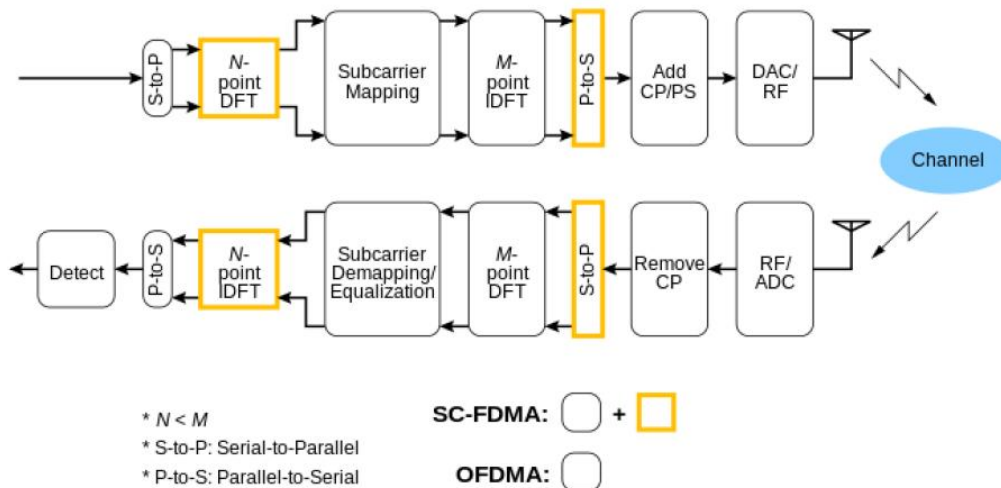 S-to-P
N-
point
DFT
Subcarrier
Mapping
M-
point
IDFT
P-to-S
Add
CP/PS
DAC/
RF
Channel
Detect
P-to-S
N-
point
IDFT
Subcarrier
Demapping/
Equalization
M-
point
DFT
S-to-P
Remove
CP
RF/
ADC
* N < M
* S-to-P: Serial-to-Parallel
* P-to-S: Parallel-to-Serial
SC-FDMA: +
OFDMA: